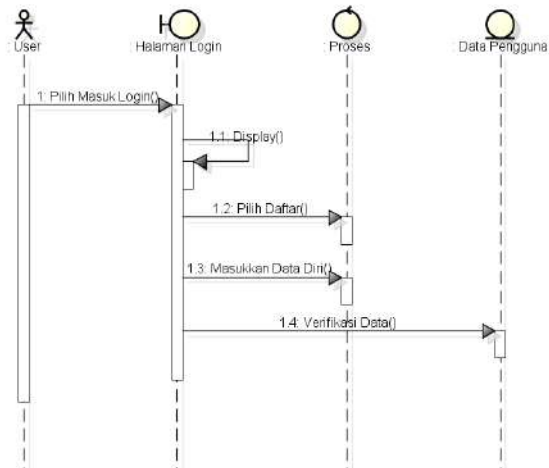 : User
: Halaman Login
: Proses
: Data Pengguna
1: Pilih Masuk Login()
1.1: Display()
1.2: Pilih Daftar()
1.3: Masukkan Data Diri()
1.4: Verifikasi Data()